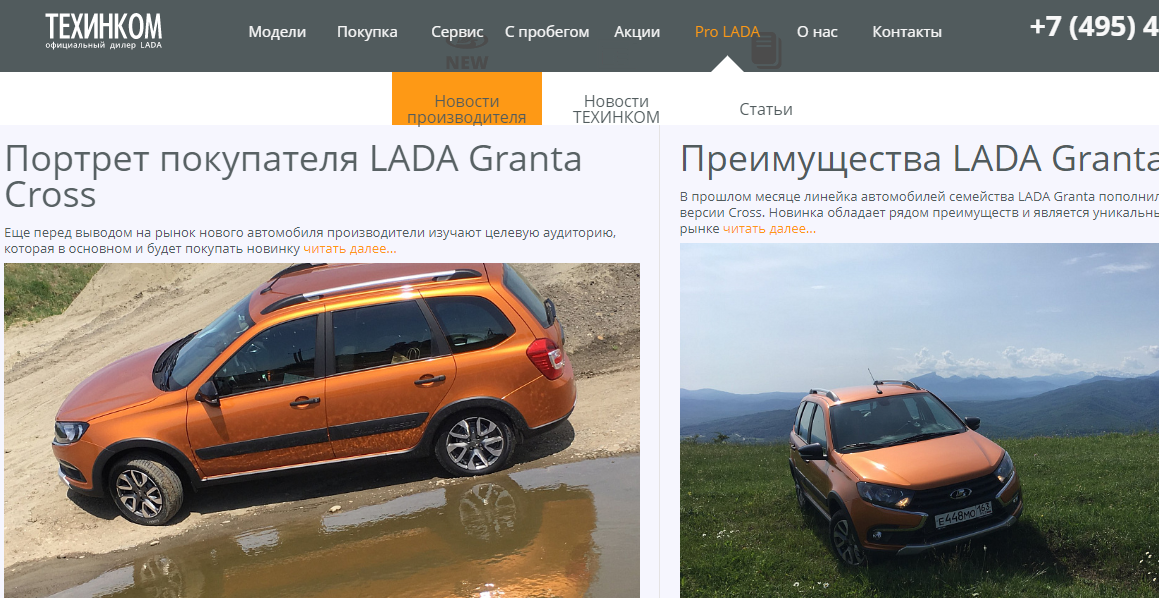 ТЕХИНКОМ
официальный дилер LADA
Модели Покупка Сервис С пробегом Акции Pro LADA О нас Контакты
+7 (495) 4
NEW
Новости
производителя
Новости
ТЕХИНКОМ
Статьи
Портрет покупателя LADA Granta
Cross
Еще перед выводом на рынок нового автомобиля производители изучают целевую аудиторию,
которая в основном и будет покупать новинку читать далее...
Преимущества LADA Granta
В прошлом месяце линейка автомобилей семейства LADA Granta пополнил
версии Cross. Новинка обладает рядом преимуществ и является уникальны
рынке читать далее...
Е448МО 163